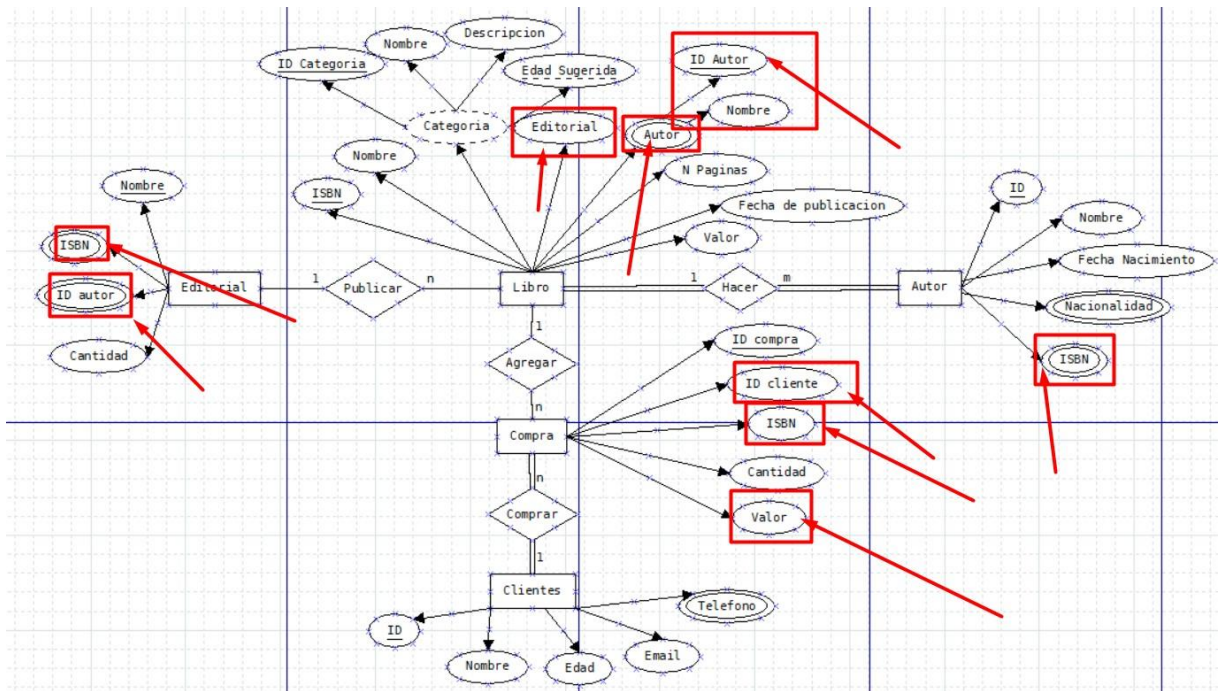 Descripcion
Nombre
ID Categoria
Edad Sugerida
ID Autor
Nombre
Categoria
Editorial
Autor
Nombre
ISBN
N Paginas
Fecha de publicacion
Valor
Nombre
ISBN
ID autor
Cantidad
Editorial
1
Publicar
n
Libro
1
Hacer
m
Autor
ID
Nombre
Fecha Nacimiento
Nacionalidad
ISBN
1
Agregar
n
Compra
ID compra
ID cliente
ISBN
Cantidad
Valor
n
Comprar
1
Clientes
ID
Nombre
Edad
Email
Telefono